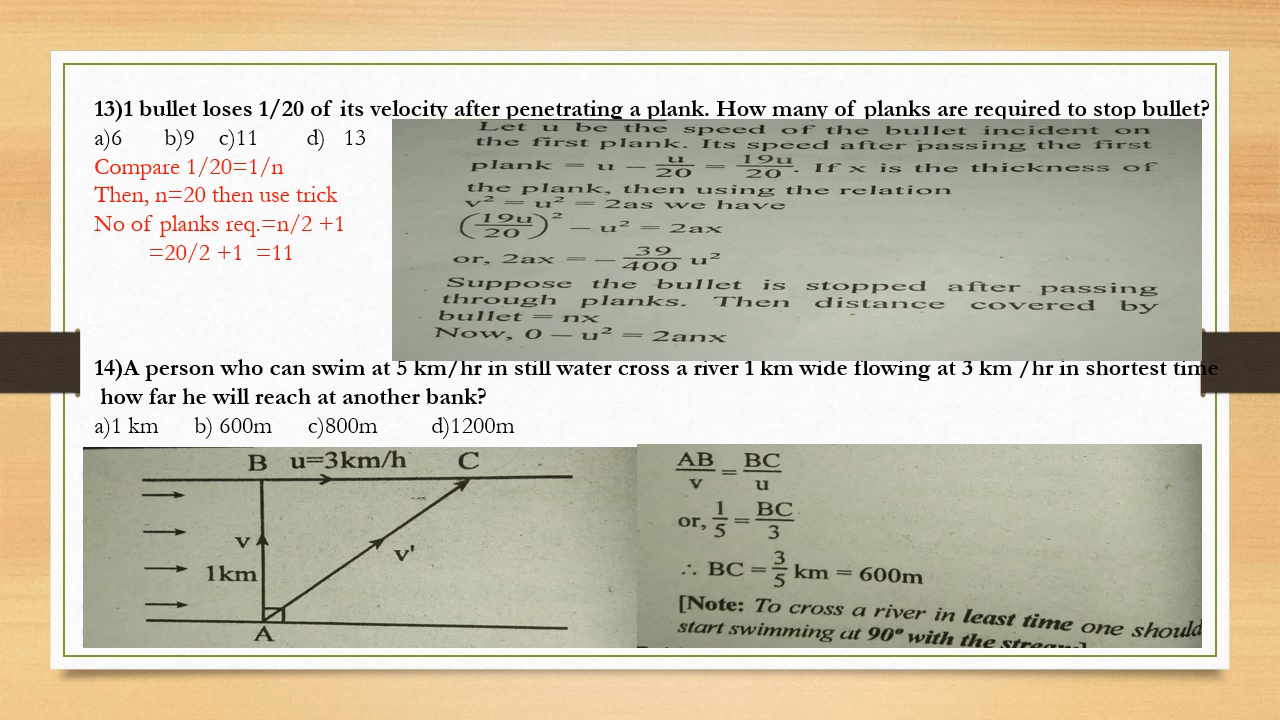 13)1 bullet loses 1/20 of its velocity after penetrating a plank. How many of planks are required to stop bullet?
a)6 b)9 c)11 d) 13
Compare 1/20=1/n
Then, n=20 then use trick
No of planks req.=n/2 +1
=20/2 +1 =11
Let u be the speed of the bullet incident on
the first plank. Its speed after passing the first
plank = u − u/20 = 19u/20. If x is the thickness of
the plank, then using the relation
v² = u² = 2as we have
(19u/20)² − u² = 2ax
or, 2ax = − 39/400 u²
Suppose the bullet is stopped after passing
through planks. Then distance covered by
bullet = nx
Now, 0 − u² = 2anx
14)A person who can swim at 5 km/hr in still water cross a river 1 km wide flowing at 3 km /hr in shortest time
how far he will reach at another bank?
a)1 km b) 600m c)800m d)1200m
B u=3km/h C
v v'
1km
A
AB/v = BC/u
or, 1/5 = BC/3
∴ BC = 3/5 km = 600m
[Note: To cross a river in least time one should
start swimming at 90° with the stream]